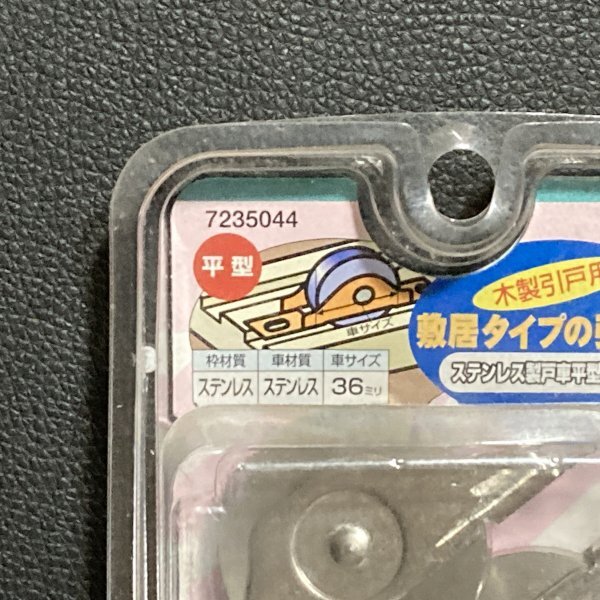 7235044
平型
車サイズ
木製引戸用
敷居タイプの
ステンレス製戸車平型
枠材質 車材質 車サイズ
ステンレス ステンレス 36ミリ